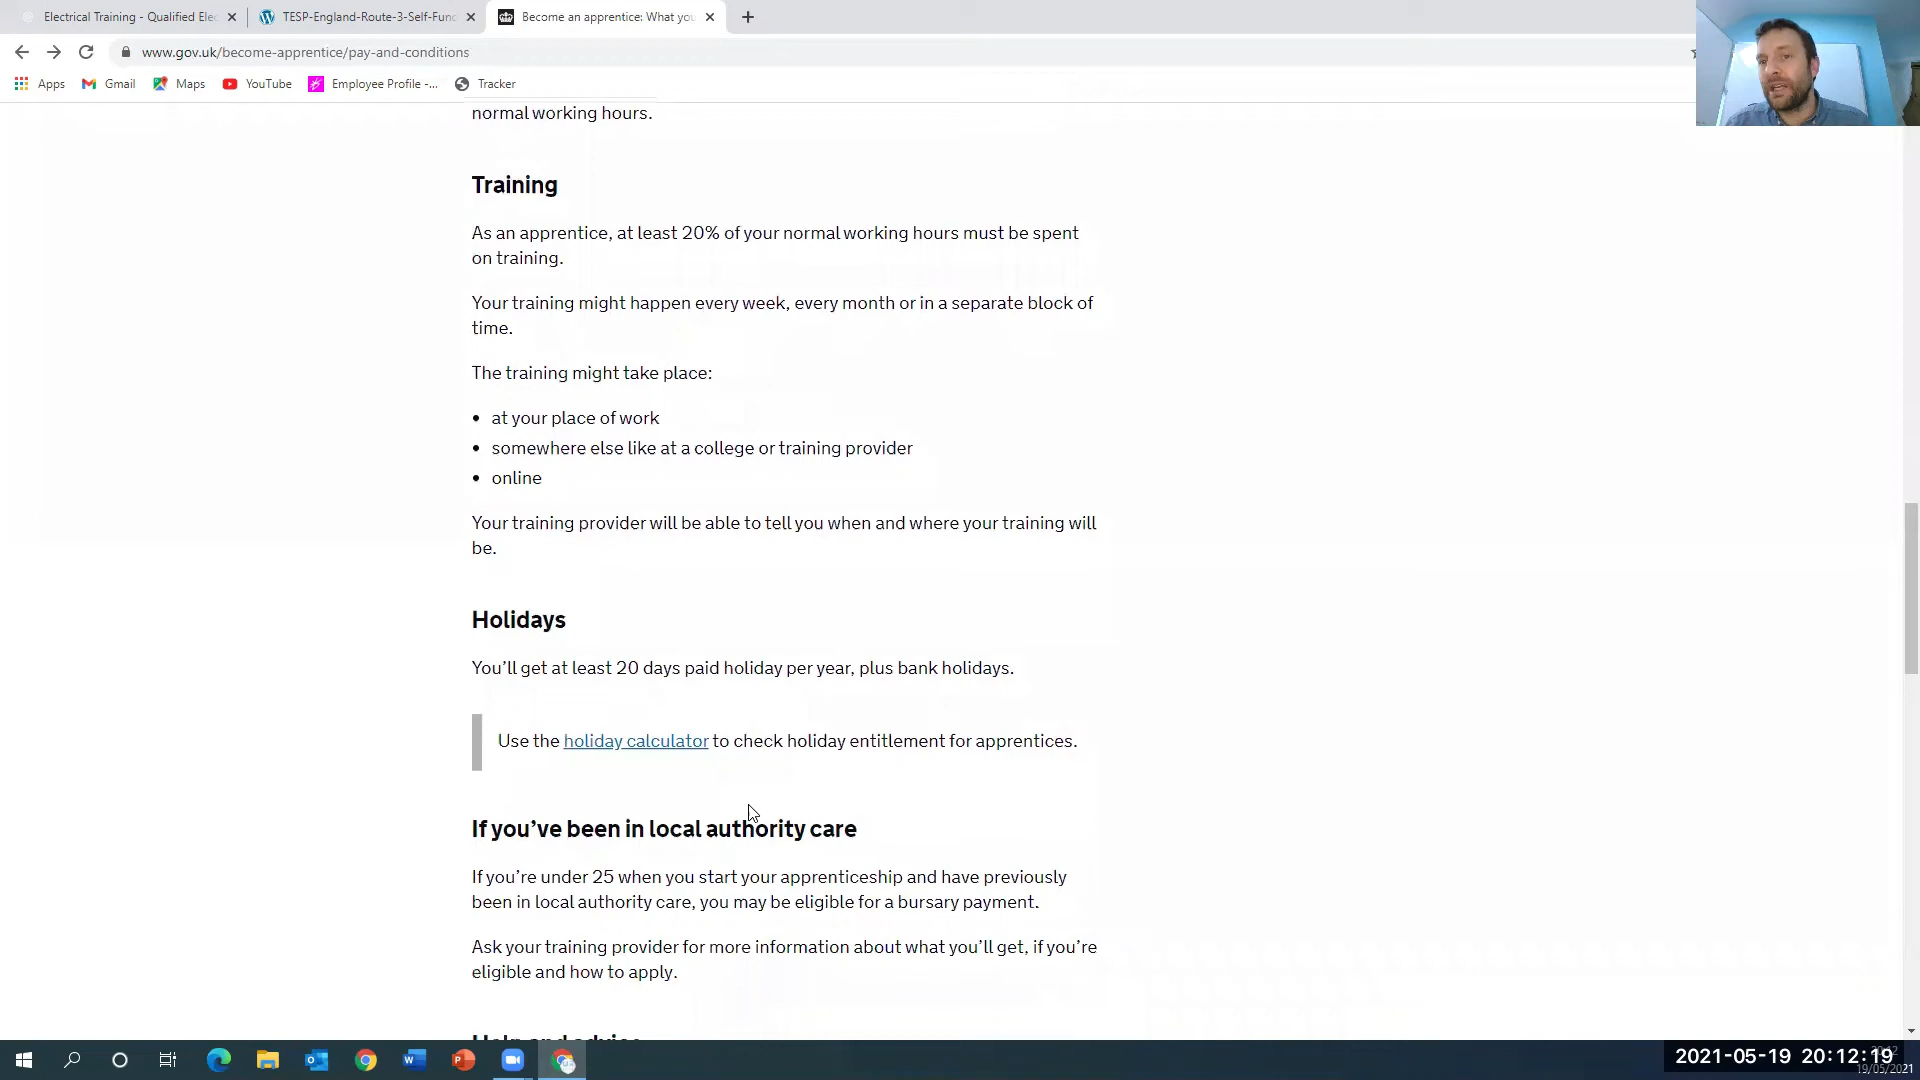 Electrical Training - Qualified Elec
TESP-England-Route-3-Self-Func
Become an apprentice: What you
www.gov.uk/become-apprentice/pay-and-conditions
Apps
Gmail
Maps
YouTube
Employee Profile -...
Tracker
normal working hours.
Training
As an apprentice, at least 20% of your normal working hours must be spent
on training.
Your training might happen every week, every month or in a separate block of
time.
The training might take place:
• at your place of work
• somewhere else like at a college or training provider
• online
Your training provider will be able to tell you when and where your training will
be.
Holidays
You’ll get at least 20 days paid holiday per year, plus bank holidays.
Use the holiday calculator to check holiday entitlement for apprentices.
If you’ve been in local authority care
If you’re under 25 when you start your apprenticeship and have previously
been in local authority care, you may be eligible for a bursary payment.
Ask your training provider for more information about what you’ll get, if you’re
eligible and how to apply.
Help and advice
2021-05-19 20:12:19
19/05/2021